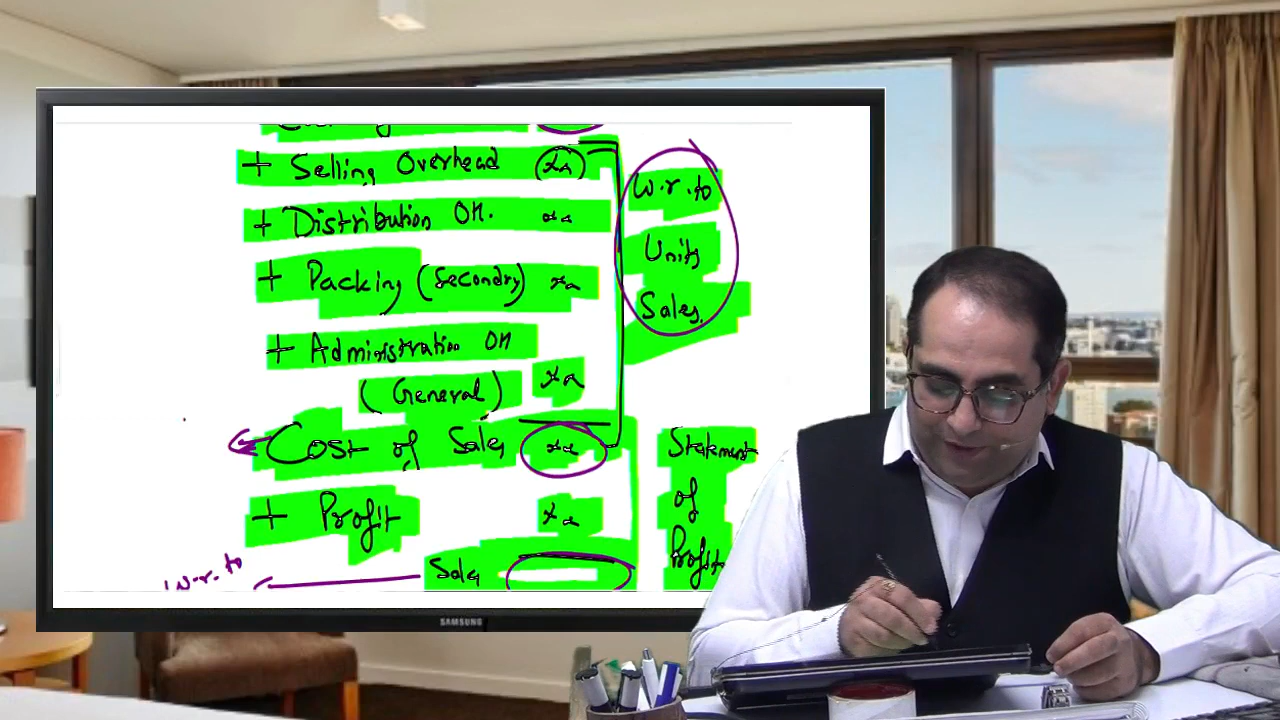 + Selling Overhead xx
+ Distribution OH. xx
+ Packing (Secondry) xx
+ Administration OH
(General) xx
Cost of Sales xx
+ Profit xx
Sales
W.r.to
Units
Sales.
Statement
of
Profit
W.r.to
SAMSUNG